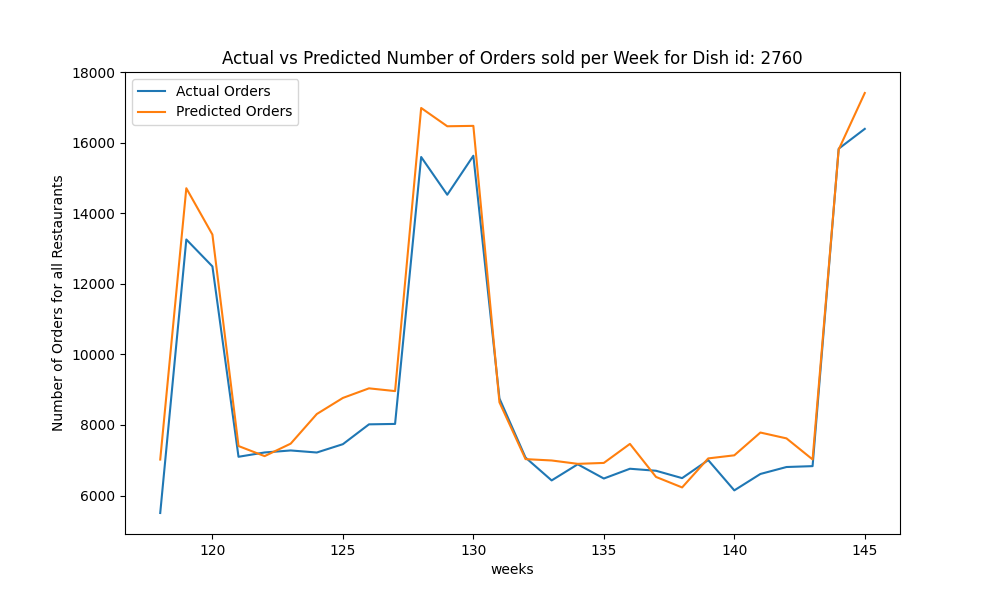 Actual vs Predicted Number of Orders sold per Week for Dish id: 2760
Actual Orders
Predicted Orders
Number of Orders for all Restaurants
18000
16000
14000
12000
10000
8000
6000
120 125 130 135 140 145
weeks